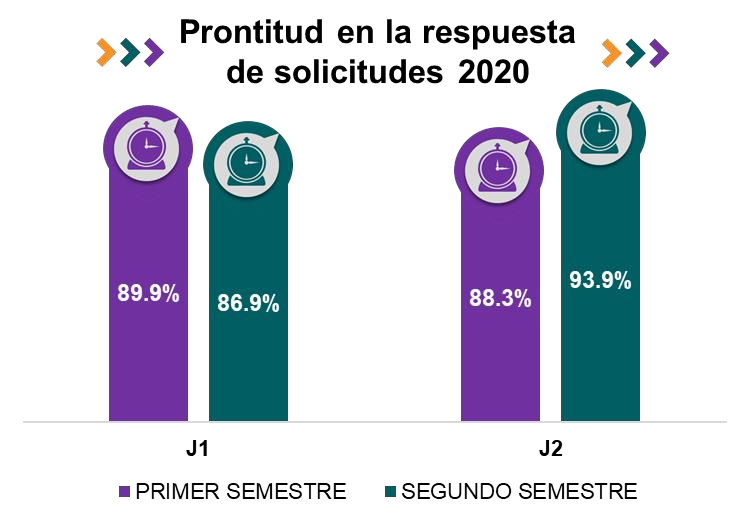 Prontitud en la respuesta
de solicitudes 2020
89.9%
86.9%
88.3%
93.9%
J1
J2
PRIMER SEMESTRE
SEGUNDO SEMESTRE